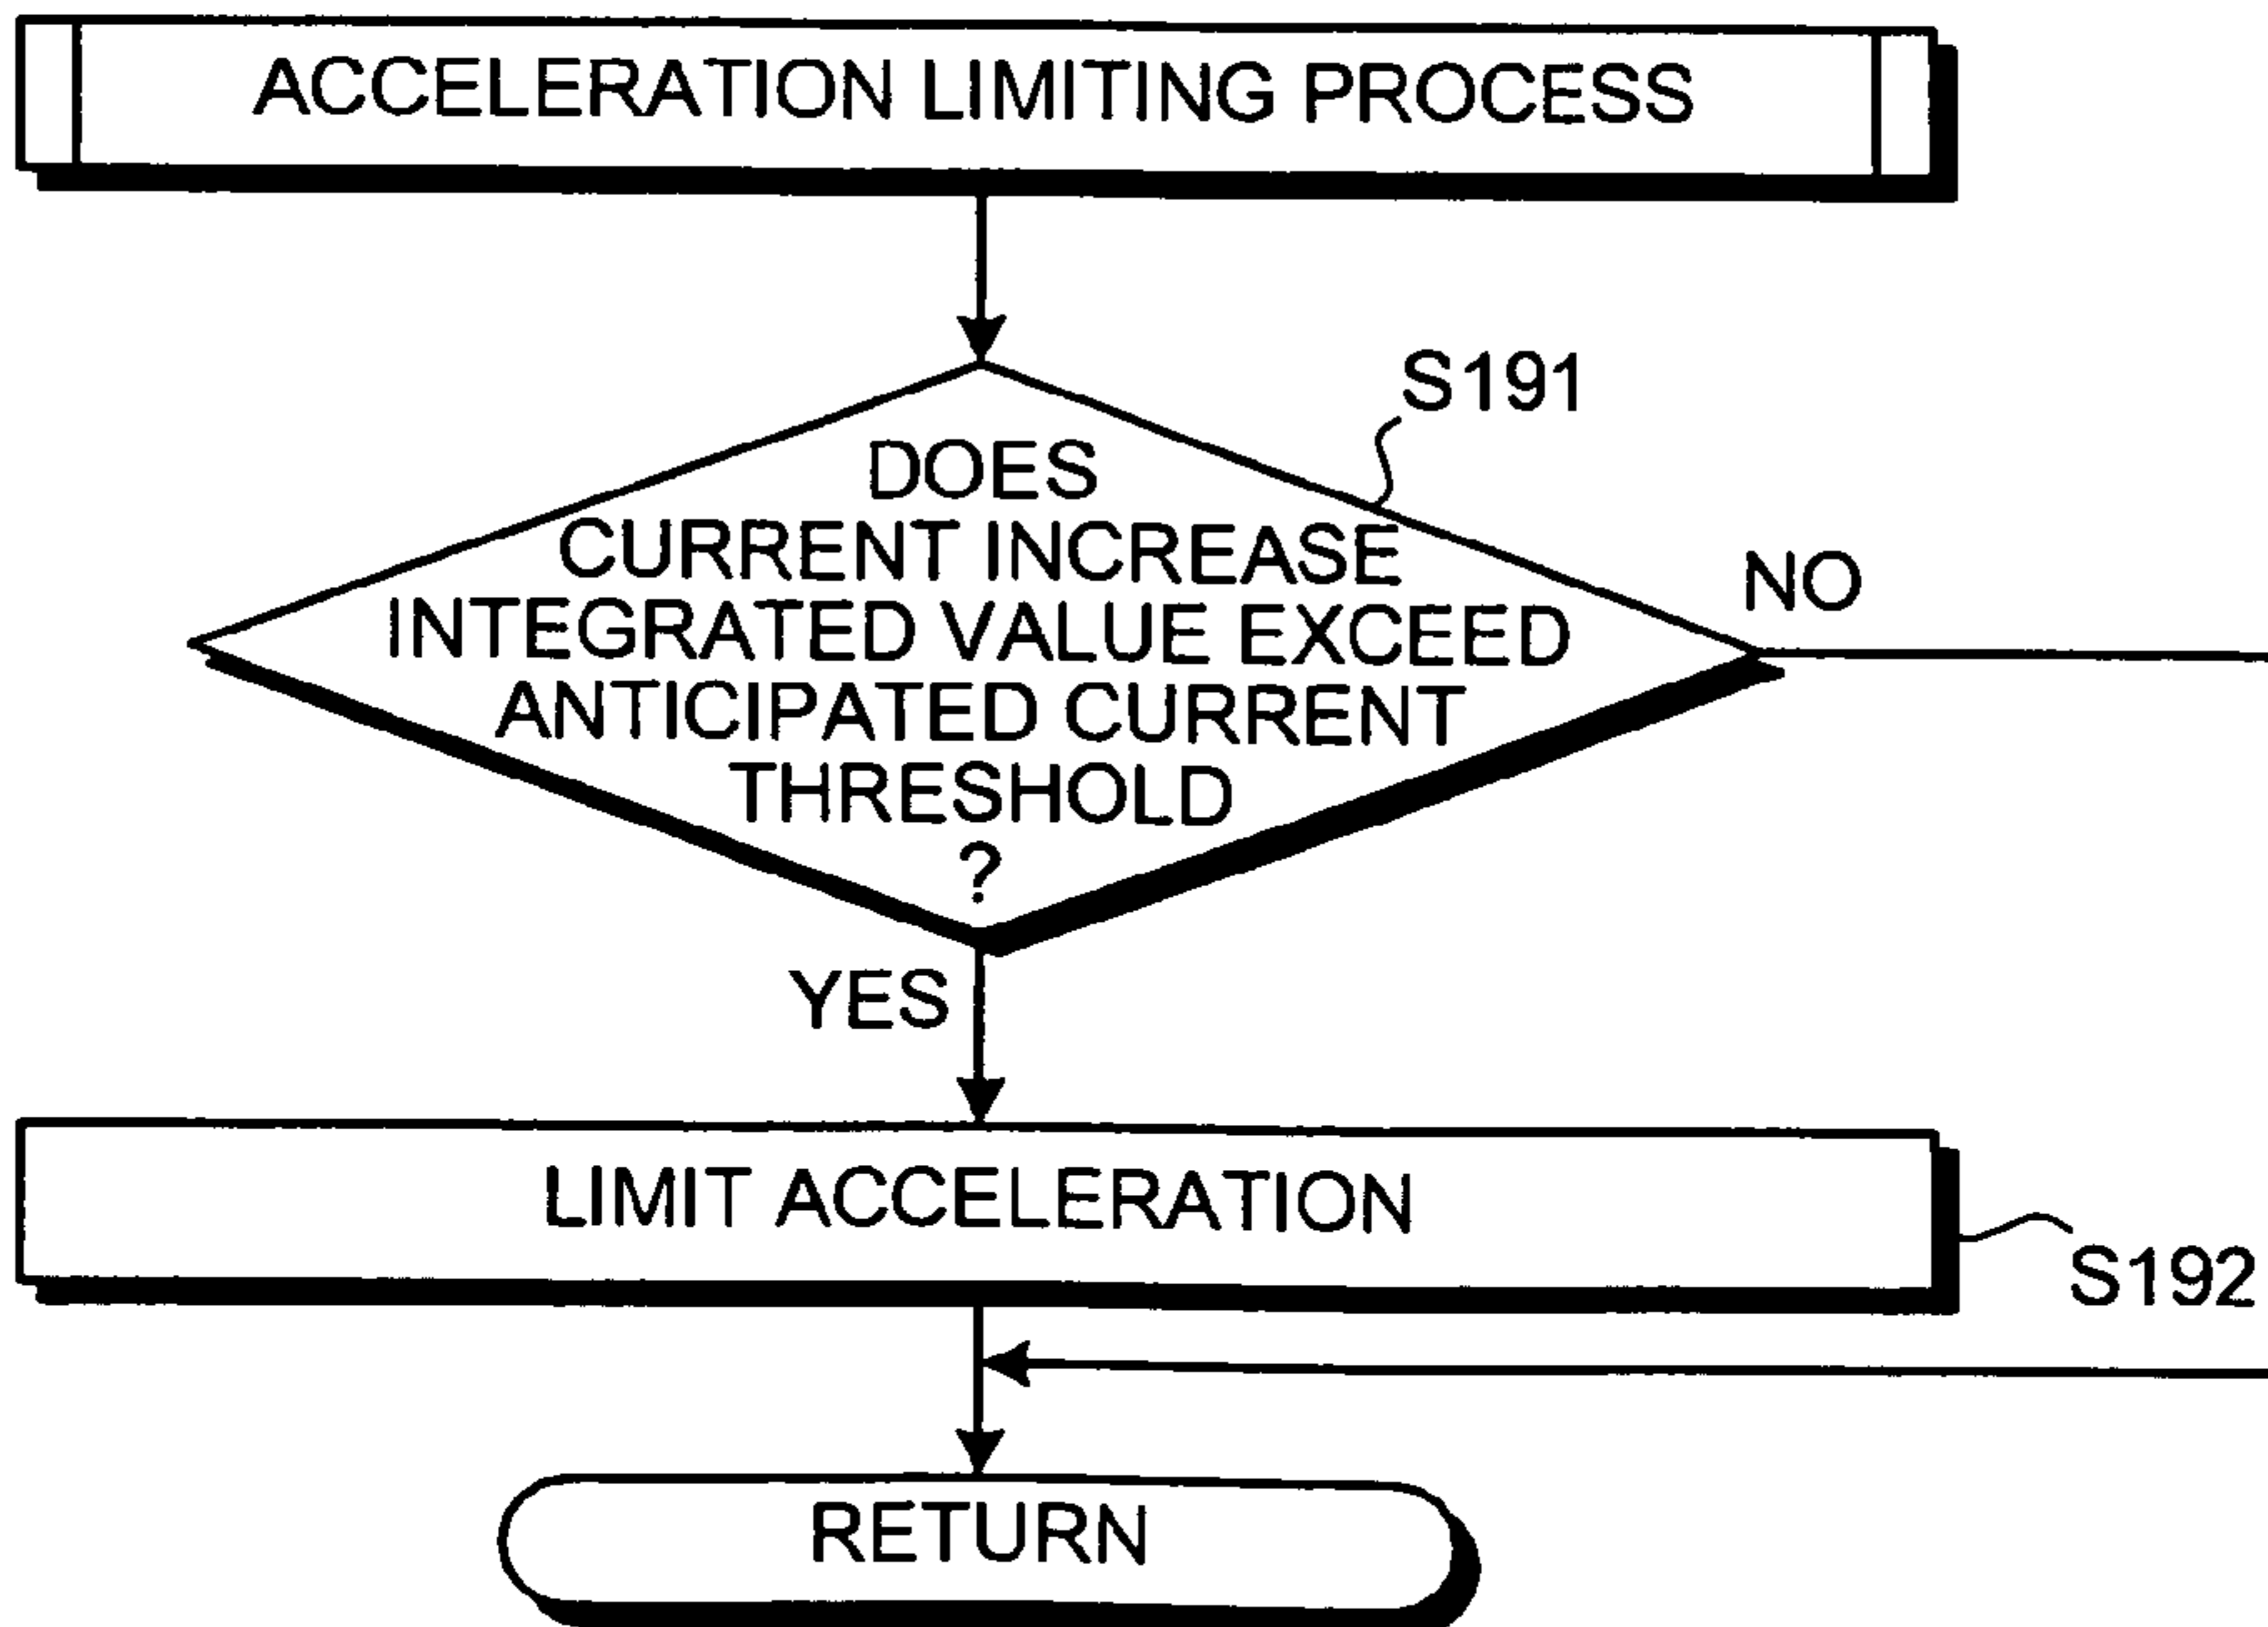 ACCELERATION LIMITING PROCESS
S191
DOES
CURRENT INCREASE
INTEGRATED VALUE EXCEED
ANTICIPATED CURRENT
THRESHOLD
?
NO
YES
LIMIT ACCELERATION
S192
RETURN